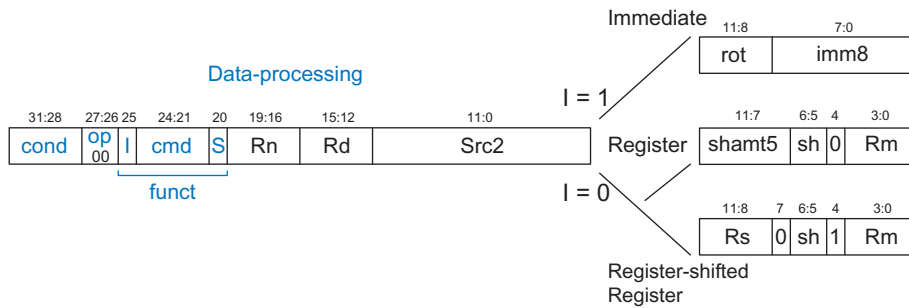 Immediate
11:8 7:0
rot imm8
Data-processing
I = 1
31:28 27:26 25 24:21 20 19:16 15:12 11:0
cond op 00 I cmd S Rn Rd Src2
funct
Register
11:7 6:5 4 3:0
shamt5 sh 0 Rm
I = 0
11:8 7 6:5 4 3:0
Rs 0 sh 1 Rm
Register-shifted
Register